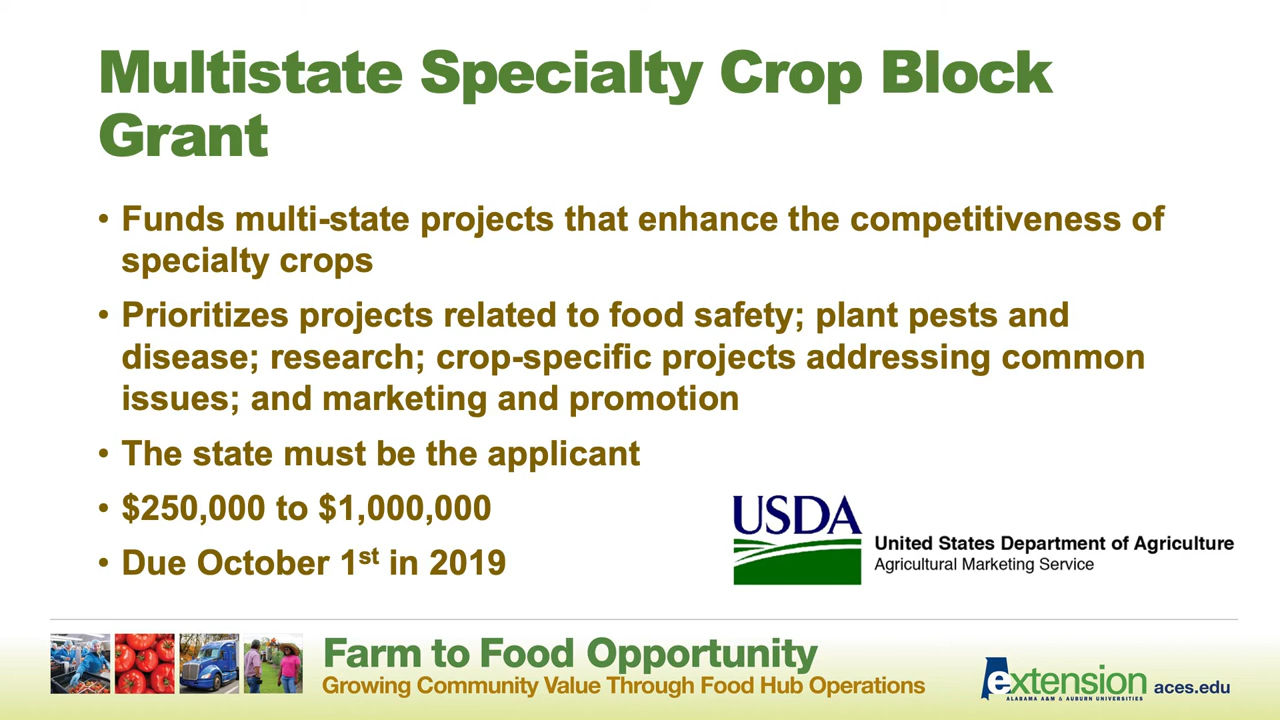 Multistate Specialty Crop Block
Grant
• Funds multi-state projects that enhance the competitiveness of
specialty crops
• Prioritizes projects related to food safety; plant pests and
disease; research; crop-specific projects addressing common
issues; and marketing and promotion
• The state must be the applicant
• $250,000 to $1,000,000
• Due October 1st in 2019
USDA
United States Department of Agriculture
Agricultural Marketing Service
Farm to Food Opportunity
Growing Community Value Through Food Hub Operations
extension
ALABAMA A&M & AUBURN UNIVERSITIES
aces.edu